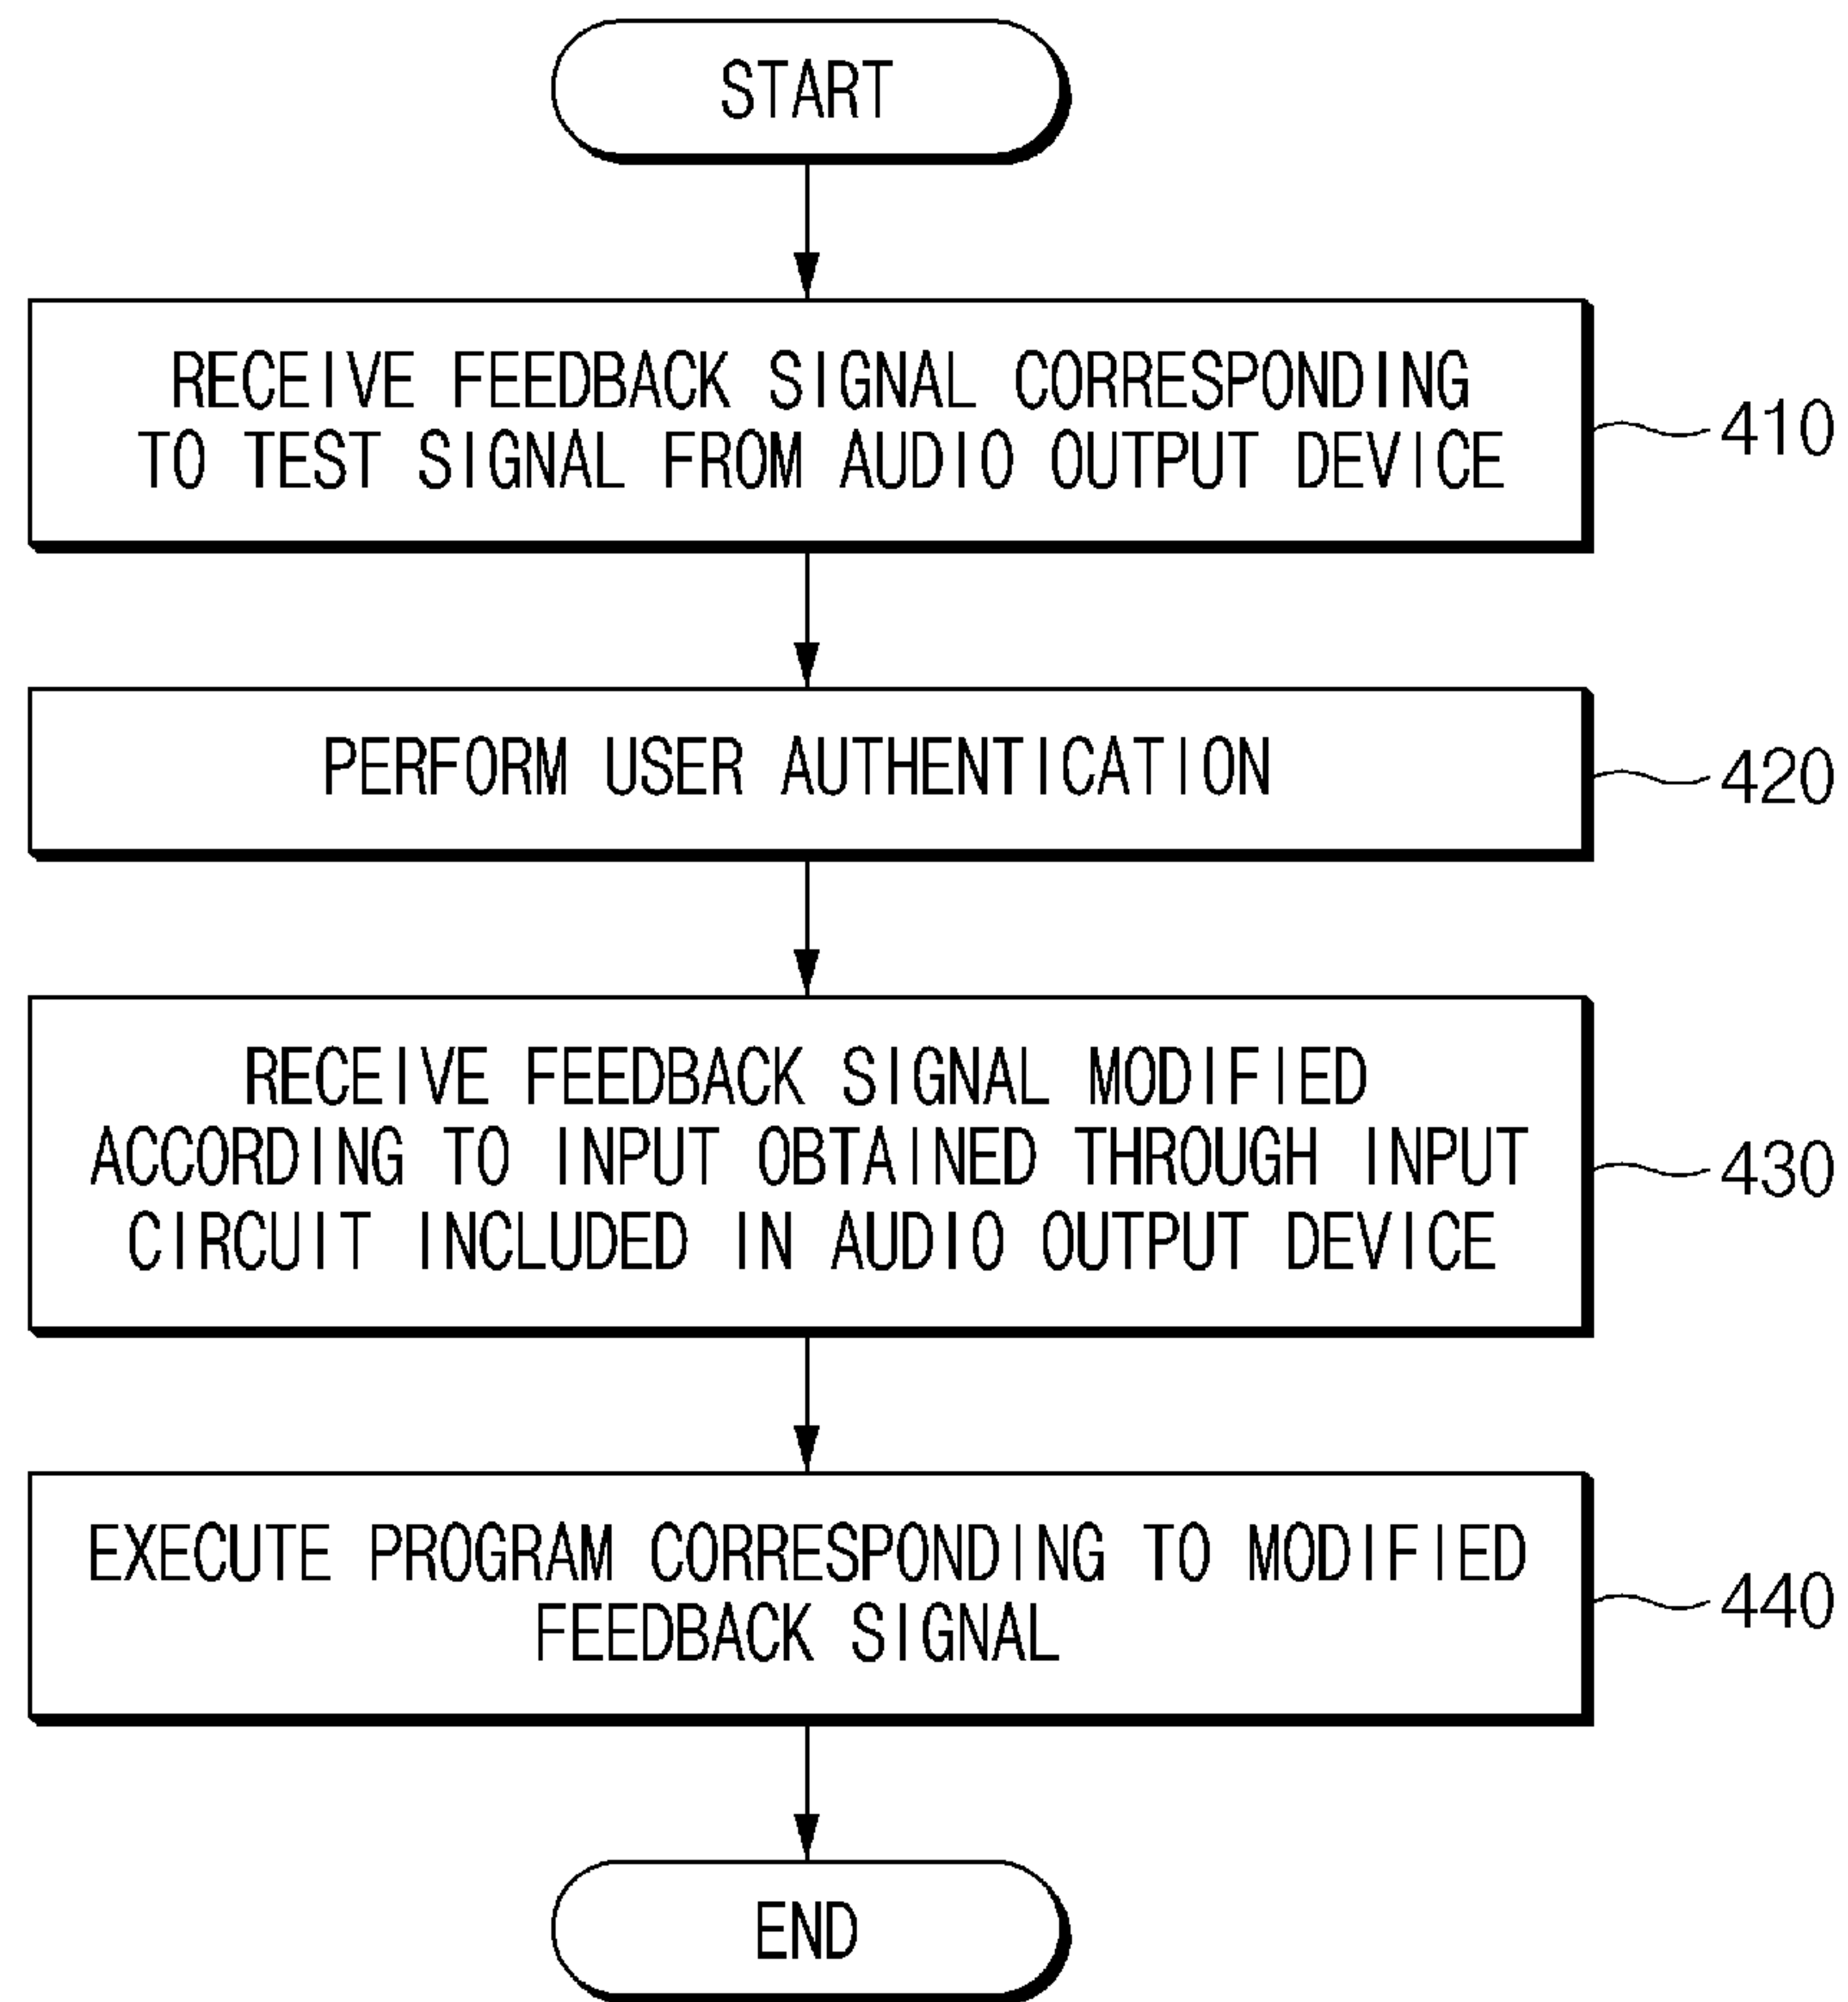 START
RECEIVE FEEDBACK SIGNAL CORRESPONDING
TO TEST SIGNAL FROM AUDIO OUTPUT DEVICE
410
PERFORM USER AUTHENTICATION
420
RECEIVE FEEDBACK SIGNAL MODIFIED
ACCORDING TO INPUT OBTAINED THROUGH INPUT
CIRCUIT INCLUDED IN AUDIO OUTPUT DEVICE
430
EXECUTE PROGRAM CORRESPONDING TO MODIFIED
FEEDBACK SIGNAL
440
END